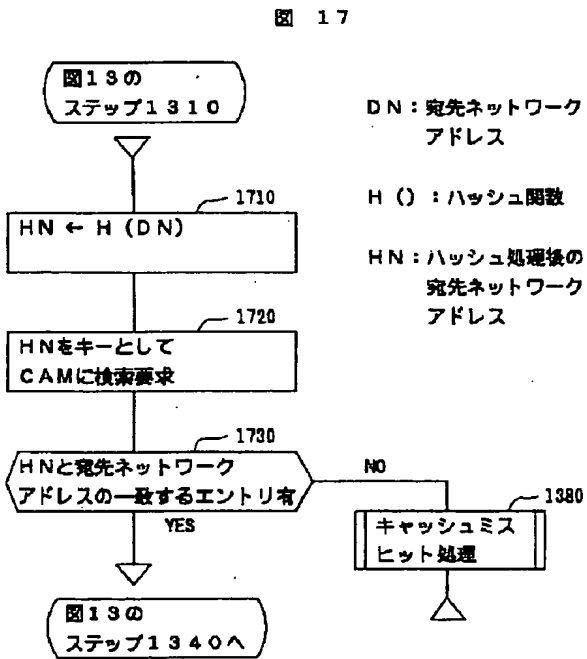 図 17
図13の
ステップ1310
DN:宛先ネットワーク
アドレス
1710
HN ← H(DN)
H():ハッシュ関数
HN:ハッシュ処理後の
宛先ネットワーク
アドレス
1720
HNをキーとして
CAMに検索要求
1730
HNと宛先ネットワーク
アドレスの一致するエントリ有
NO
YES
1380
キャッシュミス
ヒット処理
図13の
ステップ1340へ